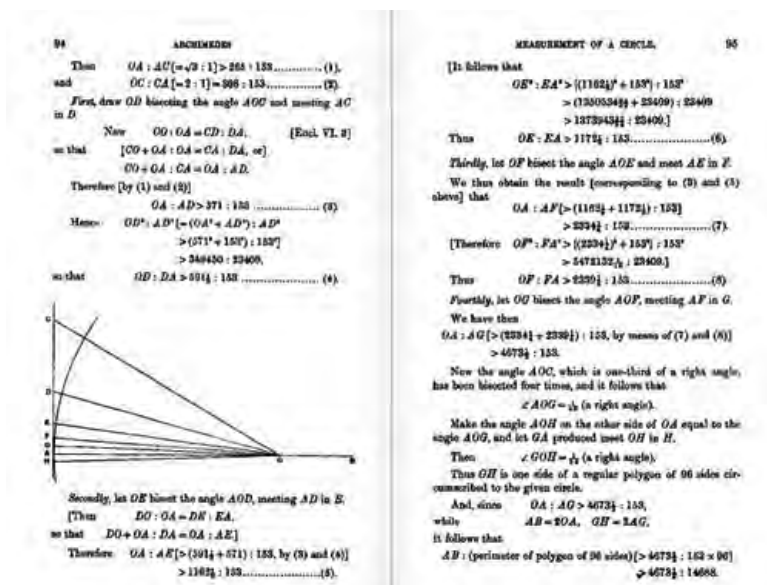 94
ARCHIMEDES
Then OA : AC [= √3 : 1] > 265 : 153 .............(1),
and OC : CA [= 2 : 1] = 306 : 153 .............(2).
First, draw OD bisecting the angle AOC and meeting AC
in D.
Now CO : OA = CD : DA, [Eucl. VI. 3]
so that [CO + OA : OA = CA : DA, or]
CO + OA : CA = OA : AD.
Therefore [by (1) and (2)]
OA : AD > 571 : 153 .............(3).
Hence OD² : AD² [= (OA² + AD²) : AD²
> (571² + 153²) : 153²]
> 349450 : 23409,
so that OD : DA > 591⅛ : 153 .............(4).
C
D
E
F
G
A
H
O
B
Secondly, let OE bisect the angle AOD, meeting AD in E.
[Then DO : OA = DE : EA,
so that DO + OA : DA = OA : AE.]
Therefore OA : AE [> (591⅛ + 571) : 153, by (3) and (4)]
> 1162⅛ : 153 .............(5).
MEASUREMENT OF A CIRCLE.
95
[It follows that
OE² : EA² > {(1162⅛)² + 153²} : 153²
> (1350534 33/64 + 23409) : 23409
> 1373943 33/64 : 23409.]
Thus OE : EA > 1172⅛ : 153 .............(6).
Thirdly, let OF bisect the angle AOE and meet AE in F.
We thus obtain the result [corresponding to (3) and (5)
above] that
OA : AF [> (1162⅛ + 1172⅛) : 153]
> 2334¼ : 153 .............(7).
[Therefore OF² : FA² > {(2334¼)² + 153²} : 153²
> 5472132 1/16 : 23409.]
Thus OF : FA > 2339¼ : 153 .............(8).
Fourthly, let OG bisect the angle AOF, meeting AF in G.
We have then
OA : AG [> (2334¼ + 2339¼) : 153, by means of (7) and (8)]
> 4673½ : 153.
Now the angle AOC, which is one-third of a right angle,
has been bisected four times, and it follows that
∠AOG = 1/48 (a right angle).
Make the angle AOH on the other side of OA equal to the
angle AOG, and let GA produced meet OH in H.
Then ∠GOH = 1/24 (a right angle).
Thus GH is one side of a regular polygon of 96 sides cir-
cumscribed to the given circle.
And, since OA : AG > 4673½ : 153,
while AB = 2OA, GH = 2AG,
it follows that
AB : (perimeter of polygon of 96 sides) [> 4673½ : 153 × 96]
> 4673½ : 14688.